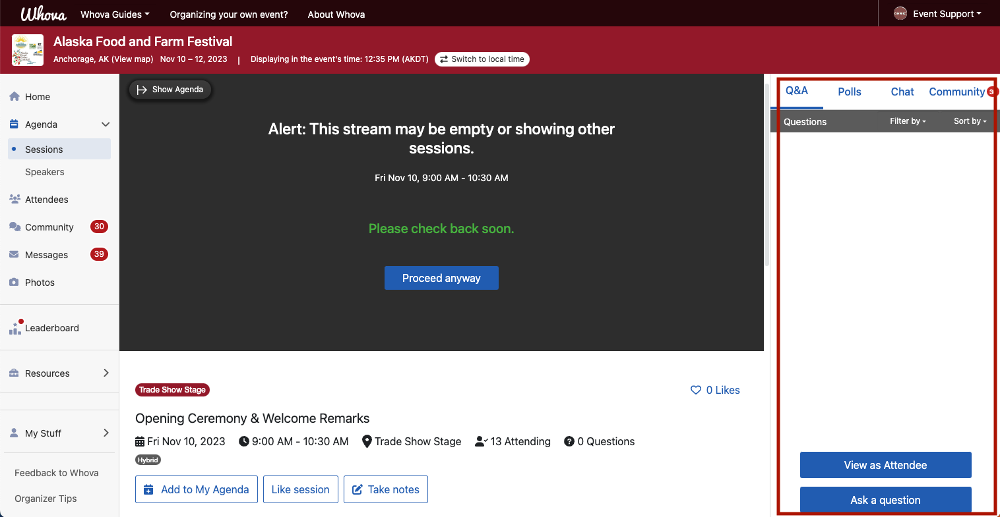 Whova Whova Guides Organizing your own event? About Whova Event Support
Alaska Food and Farm Festival
Anchorage, AK (View map) Nov 10 – 12, 2023 | Displaying in the event's time: 12:35 PM (AKDT) Switch to local time
Home
Agenda
Sessions
Speakers
Attendees
Community 30
Messages 39
Photos
Leaderboard
Resources
My Stuff
Feedback to Whova
Organizer Tips
Show Agenda
Alert: This stream may be empty or showing other
sessions.
Fri Nov 10, 9:00 AM - 10:30 AM
Please check back soon.
Proceed anyway
Trade Show Stage
0 Likes
Opening Ceremony & Welcome Remarks
Fri Nov 10, 2023 9:00 AM - 10:30 AM Trade Show Stage 13 Attending 0 Questions
Hybrid
Add to My Agenda Like session Take notes
Q&A Polls Chat Community
Questions Filter by Sort by
View as Attendee
Ask a question